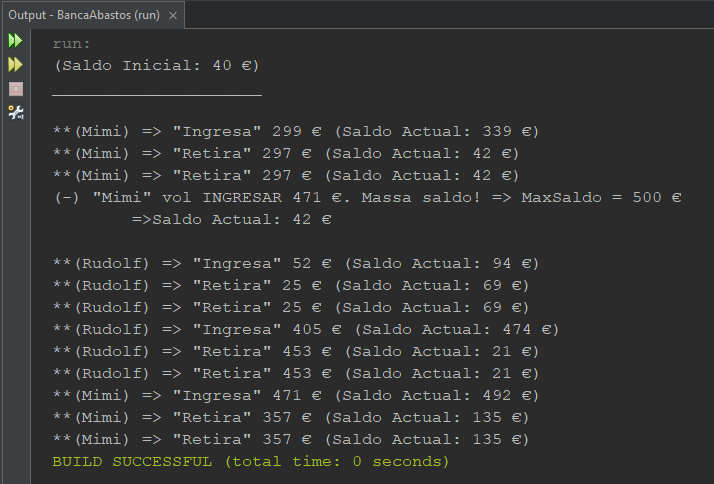 Output - BancaAbastos (run)
run:
(Saldo Inicial: 40 €)
_____________________
**(Mimi) => "Ingresa" 299 € (Saldo Actual: 339 €)
**(Mimi) => "Retira" 297 € (Saldo Actual: 42 €)
**(Mimi) => "Retira" 297 € (Saldo Actual: 42 €)
(-) "Mimi" vol INGRESAR 471 €. Massa saldo! => MaxSaldo = 500 €
=>Saldo Actual: 42 €
**(Rudolf) => "Ingresa" 52 € (Saldo Actual: 94 €)
**(Rudolf) => "Retira" 25 € (Saldo Actual: 69 €)
**(Rudolf) => "Retira" 25 € (Saldo Actual: 69 €)
**(Rudolf) => "Ingresa" 405 € (Saldo Actual: 474 €)
**(Rudolf) => "Retira" 453 € (Saldo Actual: 21 €)
**(Rudolf) => "Retira" 453 € (Saldo Actual: 21 €)
**(Mimi) => "Ingresa" 471 € (Saldo Actual: 492 €)
**(Mimi) => "Retira" 357 € (Saldo Actual: 135 €)
**(Mimi) => "Retira" 357 € (Saldo Actual: 135 €)
BUILD SUCCESSFUL (total time: 0 seconds)